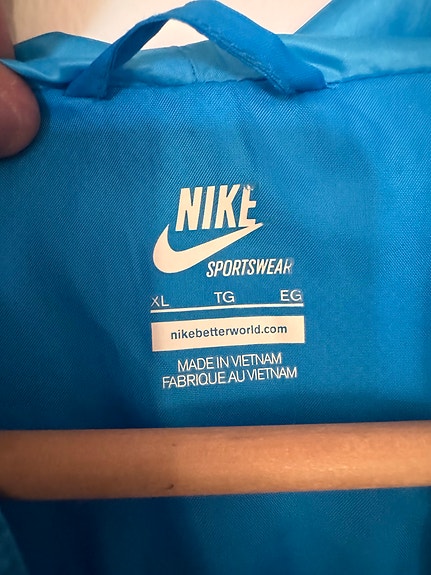 NIKE
SPORTSWEAR
XL TG EG
nikebetterworld.com
MADE IN VIETNAM
FABRIQUE AU VIETNAM